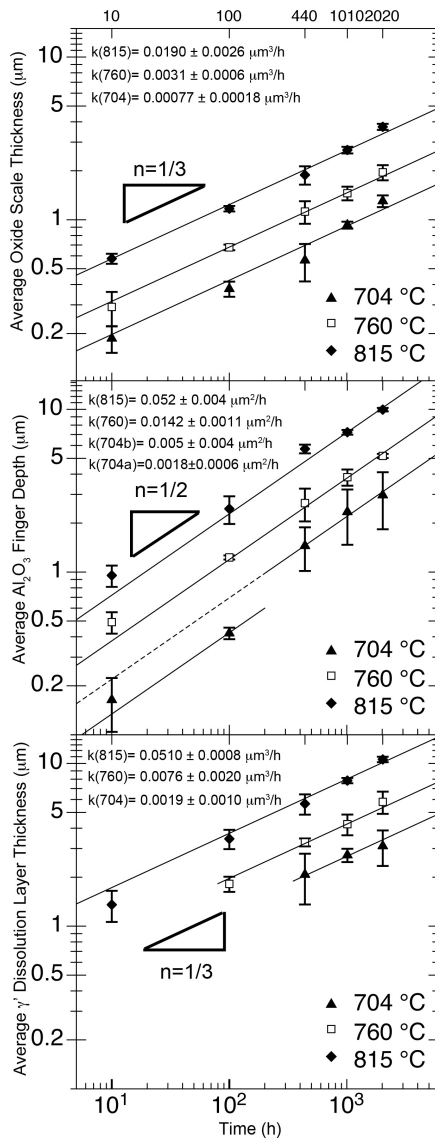 10 100 440 1010 2020
k(815)= 0.0190 ± 0.0026 μm³/h
k(760)= 0.0031 ± 0.0006 μm³/h
k(704)= 0.00077 ± 0.00018 μm³/h
Average Oxide Scale Thickness (μm)
5
1
0.5
0.2
n=1/3
704 °C
760 °C
815 °C
k(815)= 0.052 ± 0.004 μm²/h
k(760)= 0.0142 ± 0.0011 μm²/h
k(704b)= 0.005 ± 0.004 μm²/h
k(704a)=0.0018±0.0006 μm²/h
Average Al₂O₃ Finger Depth (μm)
10
5
1
0.5
0.2
n=1/2
704 °C
760 °C
815 °C
k(815)= 0.0510 ± 0.0008 μm³/h
k(760)= 0.0076 ± 0.0020 μm³/h
k(704)= 0.0019 ± 0.0010 μm³/h
Average γ' Dissolution Layer Thickness (μm)
10
5
1
0.5
0.2
n=1/3
704 °C
760 °C
815 °C
10¹ 10² 10³
Time (h)